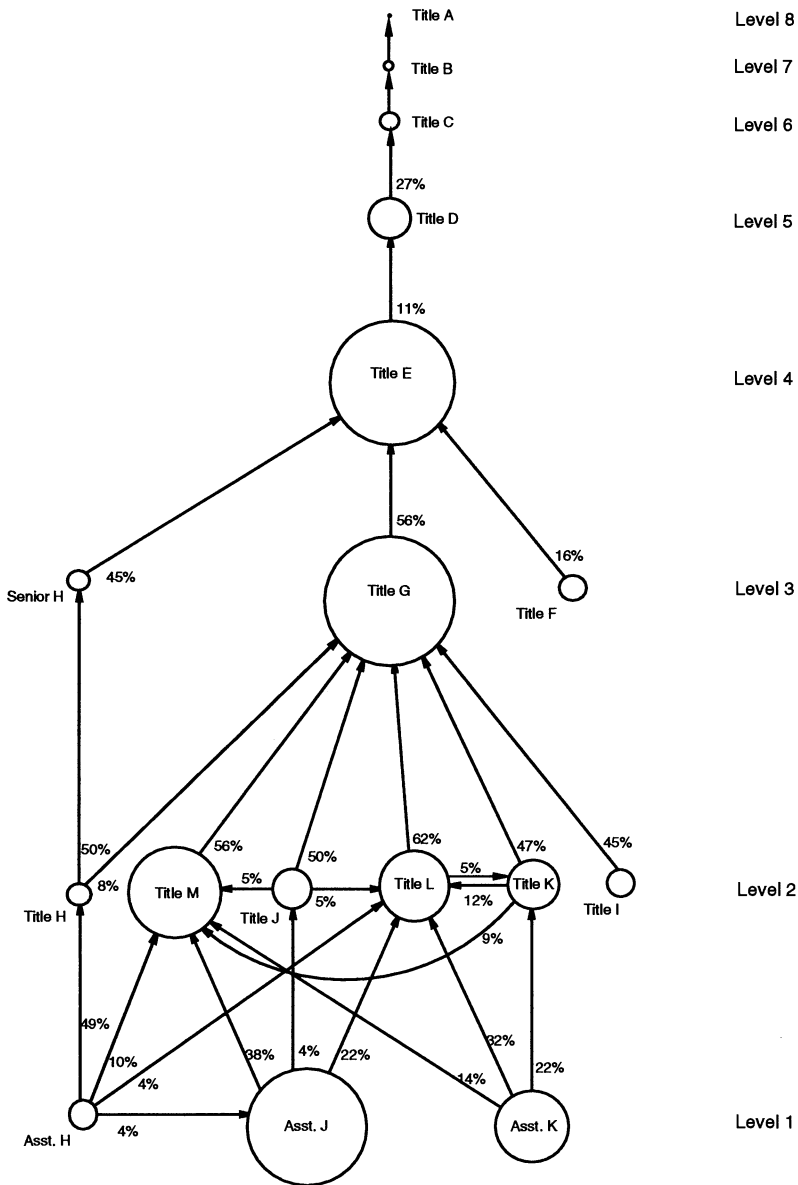 Title A
Level 8
Title B
Level 7
Title C
Level 6
27%
Title D
Level 5
11%
Title E
Level 4
56%
16%
45%
Senior H
Title G
Title F
Level 3
50%
56%
50%
62%
47%
45%
8%
5%
5%
Title M
Title L
Title K
Title H
Title J
5%
12%
Title I
Level 2
9%
49%
10%
4%
38%
4%
22%
32%
14%
22%
4%
Asst. H
Asst. J
Asst. K
Level 1